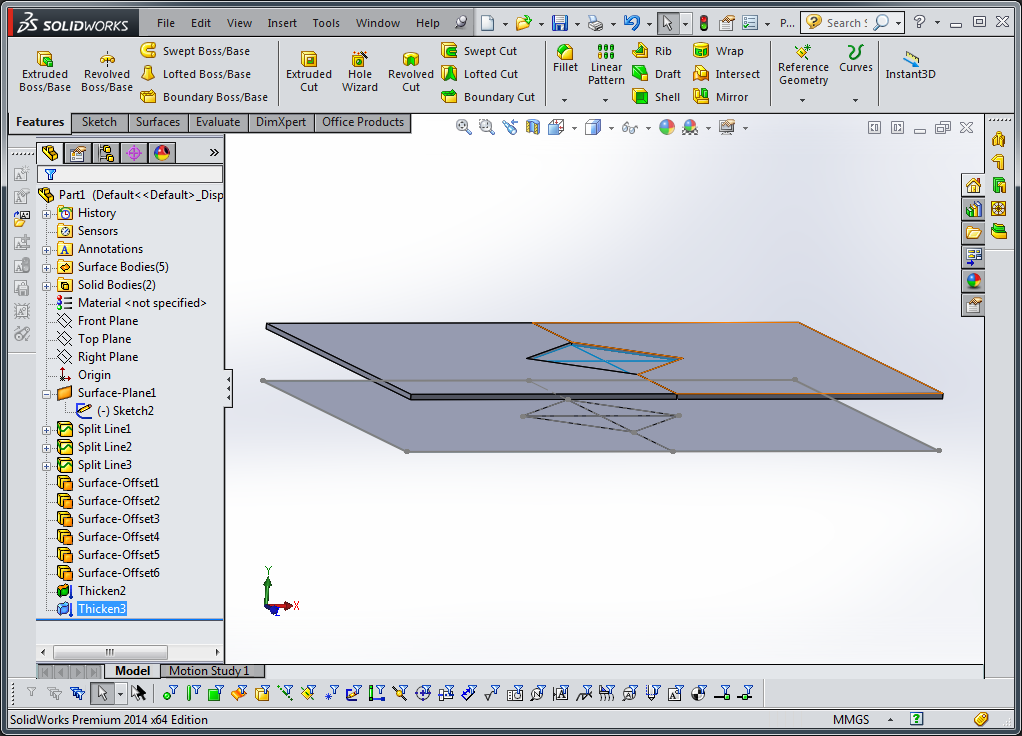 SOLIDWORKS File Edit View Insert Tools Window Help P... Search S
Extruded Boss/Base
Revolved Boss/Base
Swept Boss/Base
Lofted Boss/Base
Boundary Boss/Base
Extruded Cut
Hole Wizard
Revolved Cut
Swept Cut
Lofted Cut
Boundary Cut
Fillet
Linear Pattern
Rib
Draft
Shell
Wrap
Intersect
Mirror
Reference Geometry
Curves
Instant3D
Features Sketch Surfaces Evaluate DimXpert Office Products
Part1 (Default<<Default>_Disp
History
Sensors
Annotations
Surface Bodies(5)
Solid Bodies(2)
Material <not specified>
Front Plane
Top Plane
Right Plane
Origin
Surface-Plane1
(-) Sketch2
Split Line1
Split Line2
Split Line3
Surface-Offset1
Surface-Offset2
Surface-Offset3
Surface-Offset4
Surface-Offset5
Surface-Offset6
Thicken2
Thicken3
Y
X
Model Motion Study 1
SolidWorks Premium 2014 x64 Edition MMGS